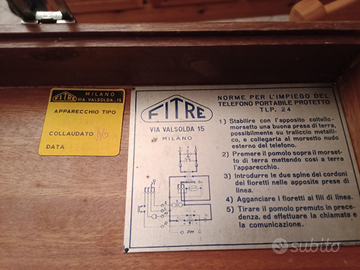 FITRE
MILANO
VIA VALSOLDA, 15
APPARECCHIO TIPO
COLLAUDATO
DATA
FITRE
VIA VALSOLDA 15
MILANO
NORME PER L'IMPIEGO DEL
TELEFONO PORTABILE PROTETTO
TLP. 24
1) Stabilire con l'apposito coltello-
morsetto una buona presa di terra,
possibilmente su traliccio metalli-
co, e collegarla al morsetto nudo
esterno del telefono.
2) Premere il pomolo sopra il morset-
to di terra mettendo così a terra
l'apparecchio.
3) Introdurre le due spine dei cordoni
dei fioretti nelle apposite prese di
linea.
4) Agganciare i fioretti ai fili di linea.
5) Tirare il pomolo premuto in prece-
denza, ed effettuare la chiamata e
la comunicazione.
subito